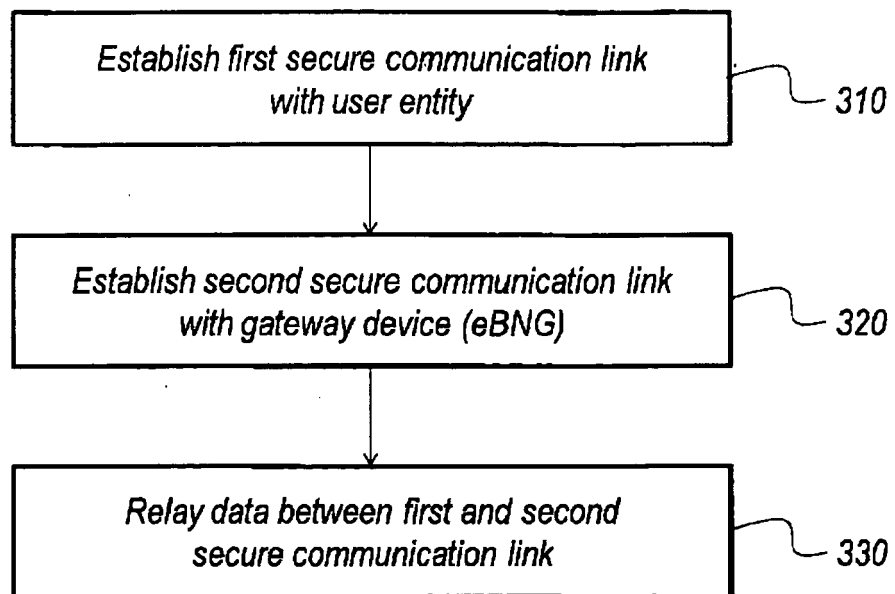 Establish first secure communication link
with user entity
310
Establish second secure communication link
with gateway device (eBNG)
320
Relay data between first and second
secure communication link
330